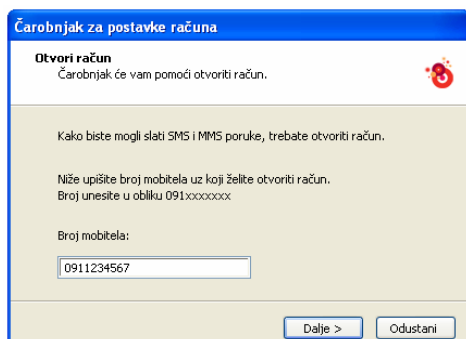 Čarobnjak za postavke računa
Otvori račun
Čarobnjak će vam pomoći otvoriti račun.
Kako biste mogli slati SMS i MMS poruke, trebate otvoriti račun.
Niže upišite broj mobitela uz koji želite otvoriti račun.
Broj unesite u obliku 091xxxxxxx
Broj mobitela:
0911234567
Dalje > Odustani